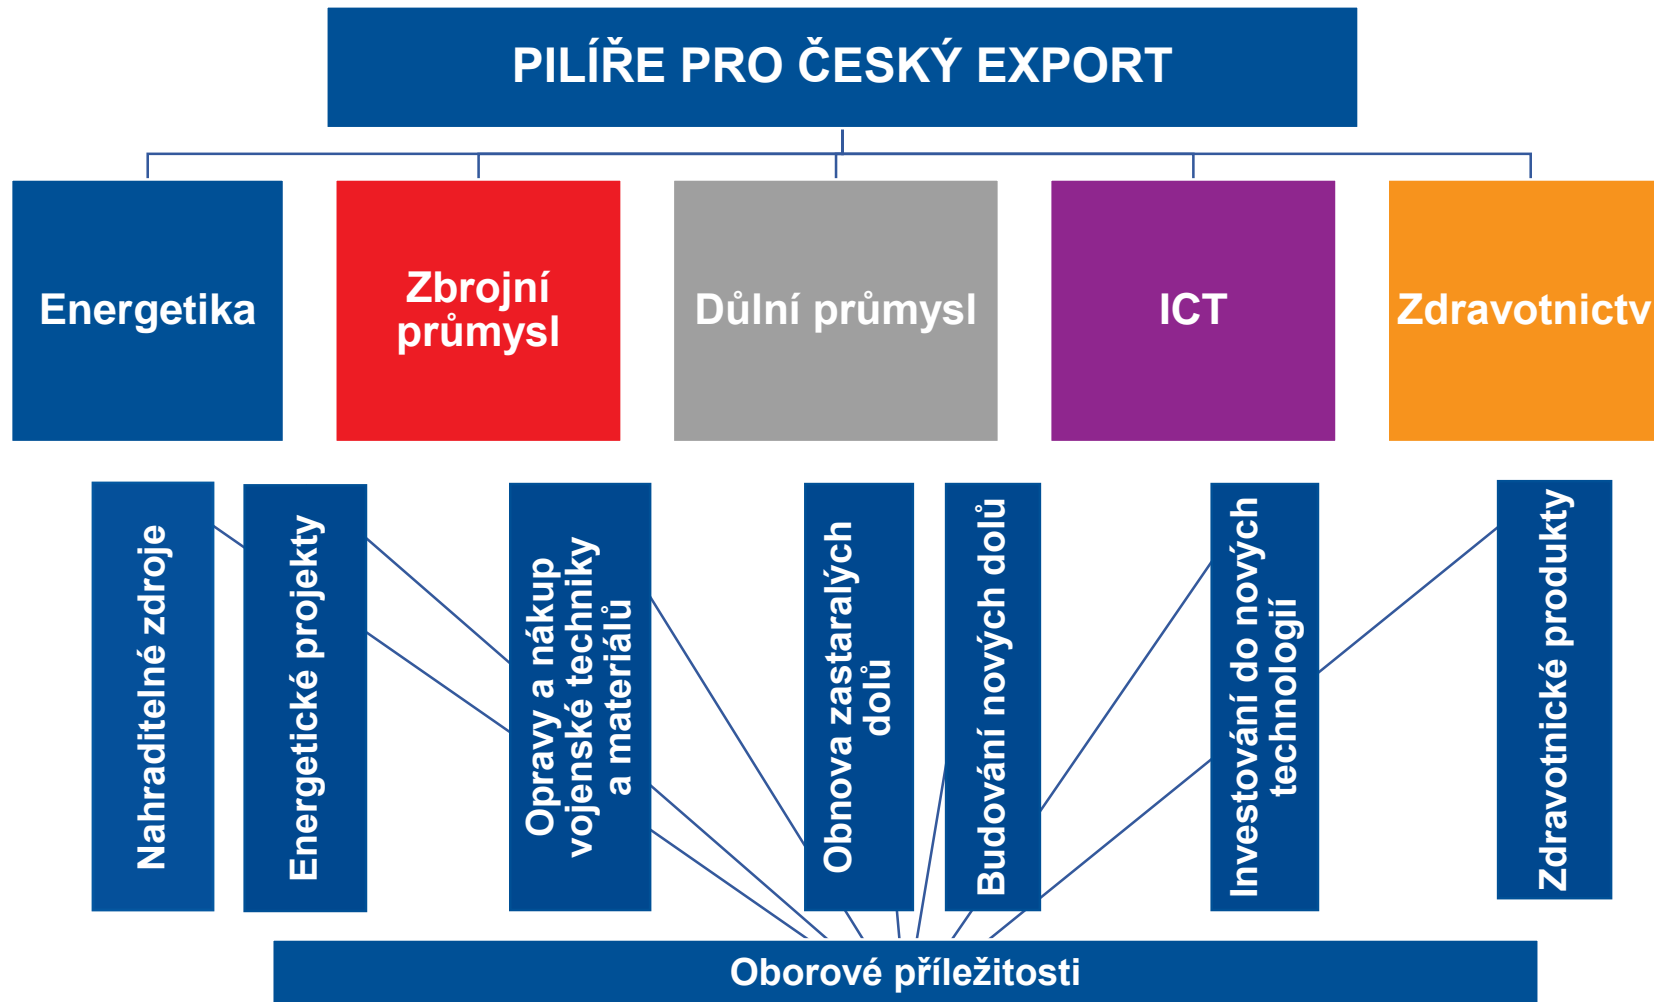 PILÍŘE PRO ČESKÝ EXPORT
Energetika
Zbrojní
průmysl
Důlní průmysl
ICT
Zdravotnictv
Nahraditelné zdroje
Energetické projekty
Opravy a nákup
vojenské techniky
a materiálů
Obnova zastaralých
dolů
Budování nových dolů
Investování do nových
technologií
Zdravotnické produkty
Oborové příležitosti